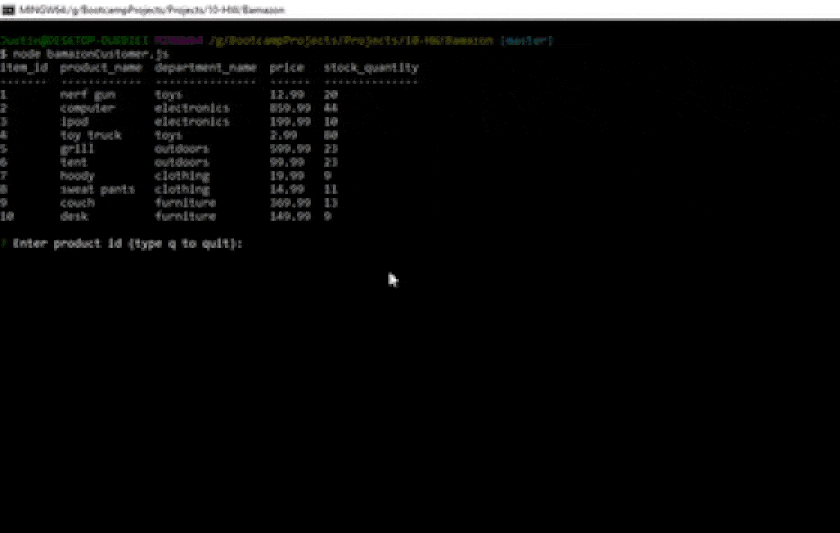 MINGW64:/g/BootcampProjects/Projects/10-HW/Bamazon
/g/BootcampProjects/Projects/10-HW/Bamazon (master)
$ node bamazonCustomer.js
item_id product_name department_name price stock_quantity
------- ------------ --------------- ------ --------------
1 nerf gun toys 12.99 20
2 computer electronics 859.99 44
3 ipod electronics 199.99 10
4 toy truck toys 2.99 80
5 grill outdoors 599.99 23
6 tent outdoors 99.99 23
7 hoody clothing 19.99 9
8 sweat pants clothing 14.99 11
9 couch furniture 369.99 13
10 desk furniture 149.99 9
? Enter product id (type q to quit):